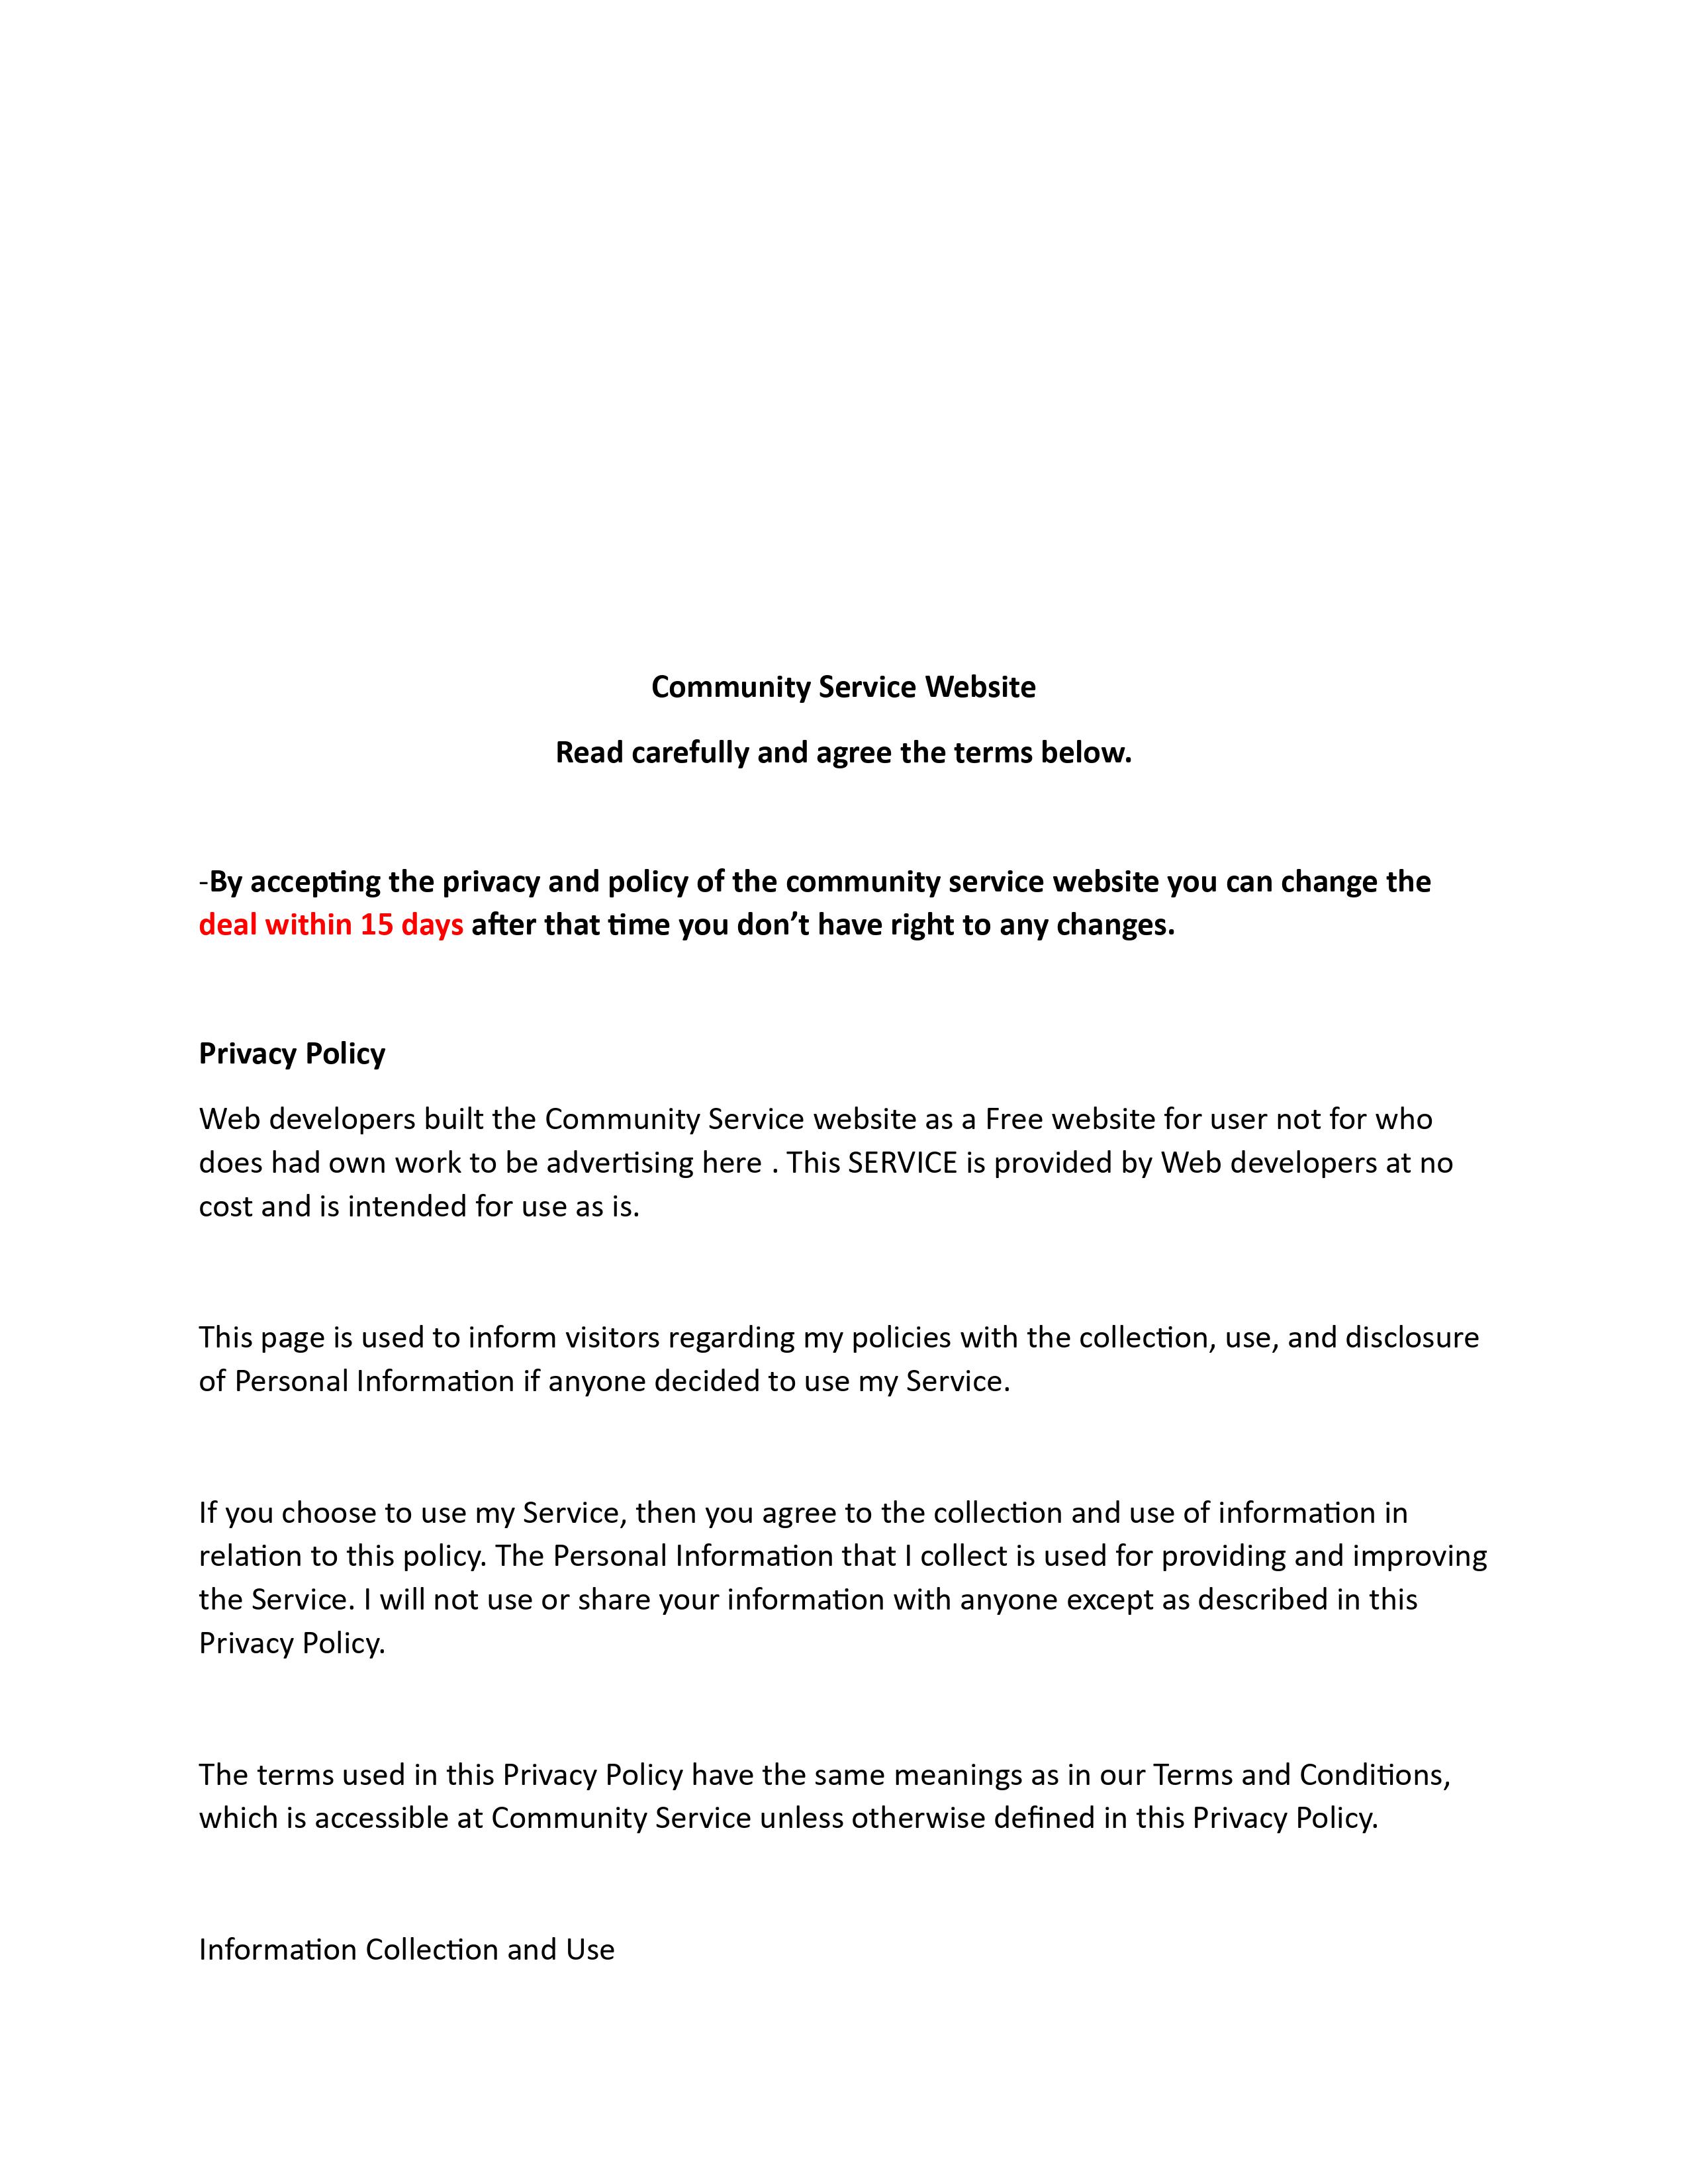 Community Service Website
Read carefully and agree the terms below.
-By accepting the privacy and policy of the community service website you can change the
deal within 15 days after that time you don’t have right to any changes.
Privacy Policy
Web developers built the Community Service website as a Free website for user not for who
does had own work to be advertising here . This SERVICE is provided by Web developers at no
cost and is intended for use as is.
This page is used to inform visitors regarding my policies with the collection, use, and disclosure
of Personal Information if anyone decided to use my Service.
If you choose to use my Service, then you agree to the collection and use of information in
relation to this policy. The Personal Information that I collect is used for providing and improving
the Service. I will not use or share your information with anyone except as described in this
Privacy Policy.
The terms used in this Privacy Policy have the same meanings as in our Terms and Conditions,
which is accessible at Community Service unless otherwise defined in this Privacy Policy.
Information Collection and Use